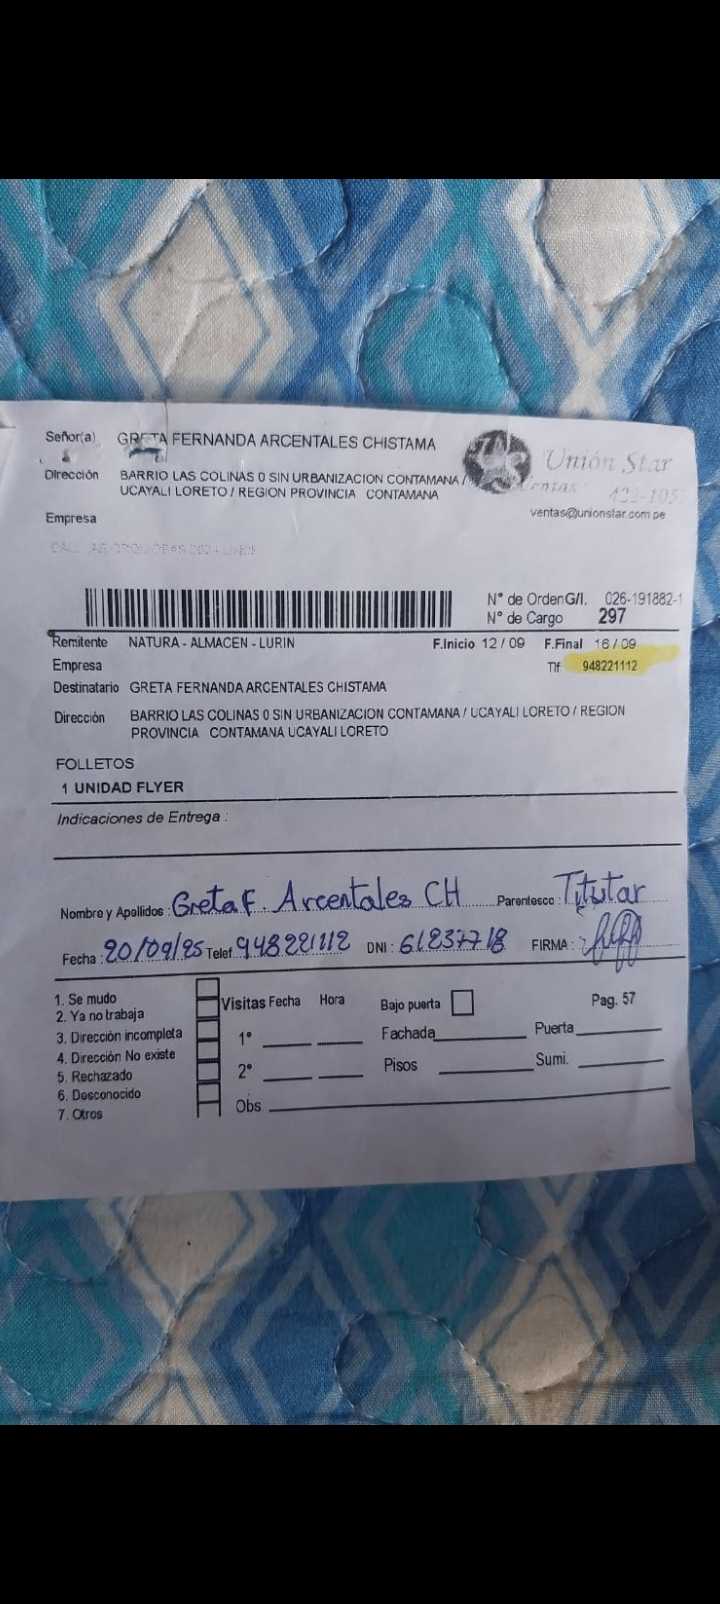 Señor(a) GRETA FERNANDA ARCENTALES CHISTAMA
Unión Star
Dirección BARRIO LAS COLINAS 0 SIN URBANIZACION CONTAMANA /
UCAYALI LORETO / REGION PROVINCIA CONTAMANA
Ventas 422-105
ventas@unionstar.com.pe
Empresa
N° de Orden G/I. 026-191882-1
N° de Cargo 297
Remitente NATURA - ALMACEN - LURIN F.Inicio 12 / 09 F.Final 16 / 09
Empresa Tlf 948221112
Destinatario GRETA FERNANDA ARCENTALES CHISTAMA
Dirección BARRIO LAS COLINAS 0 SIN URBANIZACION CONTAMANA / UCAYALI LORETO / REGION
PROVINCIA CONTAMANA UCAYALI LORETO
FOLLETOS
1 UNIDAD FLYER
Indicaciones de Entrega :
Nombre y Apellidos : Greta F. Arcentales CH Parentesco : Titutar
Fecha : 20/09/25 Telef 948221112 DNI : 61237718 FIRMA :
1. Se mudo
2. Ya no trabaja
3. Dirección incompleta
4. Dirección No existe
5. Rechazado
6. Desconocido
7. Otros
Visitas Fecha Hora Bajo puerta Pag. 57
1° Fachada Puerta
2° Pisos Sumi.
Obs